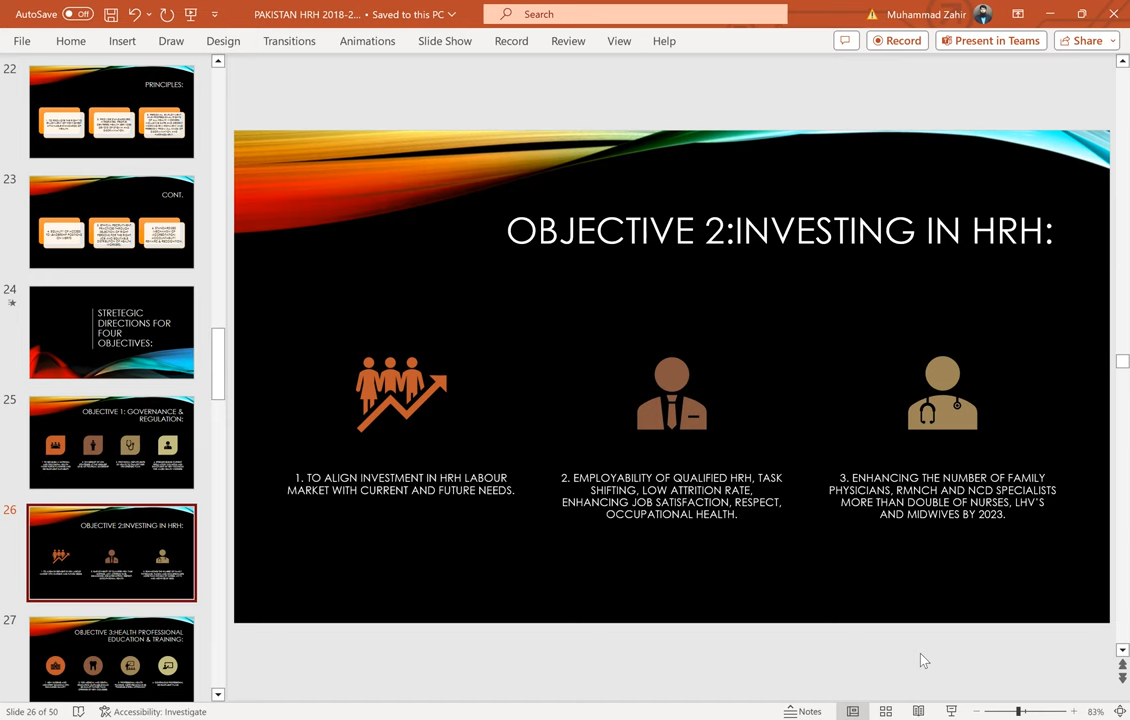 AutoSave Off PAKISTAN HRH 2018-2... • Saved to this PC Search Muhammad Zahir
File Home Insert Draw Design Transitions Animations Slide Show Record Review View Help Record Present in Teams Share
22
PRINCIPLES:
23
CONT.
24
STRETEGIC
DIRECTIONS FOR
FOUR
OBJECTIVES:
25
OBJECTIVE 1: GOVERNANCE &
REGULATION:
26
OBJECTIVE 2:INVESTING IN HRH:
27
OBJECTIVE 3:HEALTH PROFESSIONAL
EDUCATION & TRAINING:
OBJECTIVE 2:INVESTING IN HRH:
1. TO ALIGN INVESTMENT IN HRH LABOUR
MARKET WITH CURRENT AND FUTURE NEEDS.
2. EMPLOYABILITY OF QUALIFIED HRH, TASK
SHIFTING, LOW ATTRITION RATE,
ENHANCING JOB SATISFACTION, RESPECT,
OCCUPATIONAL HEALTH.
3. ENHANCING THE NUMBER OF FAMILY
PHYSICIANS, RMNCH AND NCD SPECIALISTS
MORE THAN DOUBLE OF NURSES, LHV'S
AND MIDWIVES BY 2023.
Slide 26 of 50 Accessibility: Investigate Notes 83%